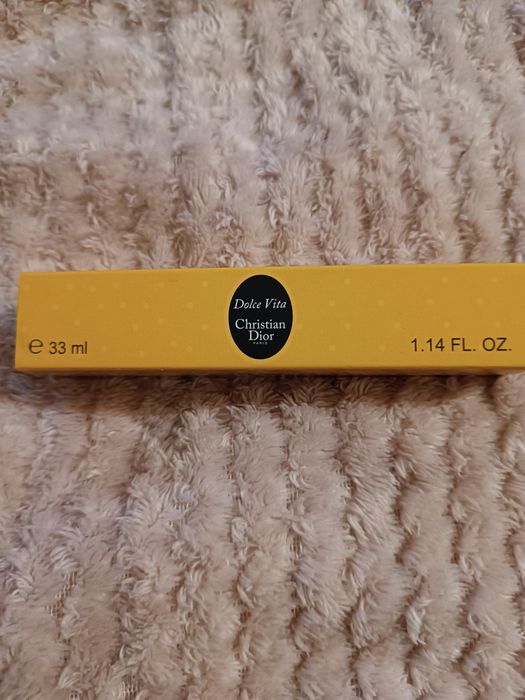 Dolce Vita
Christian
Dior
PARIS
e 33 ml
1.14 FL. OZ.